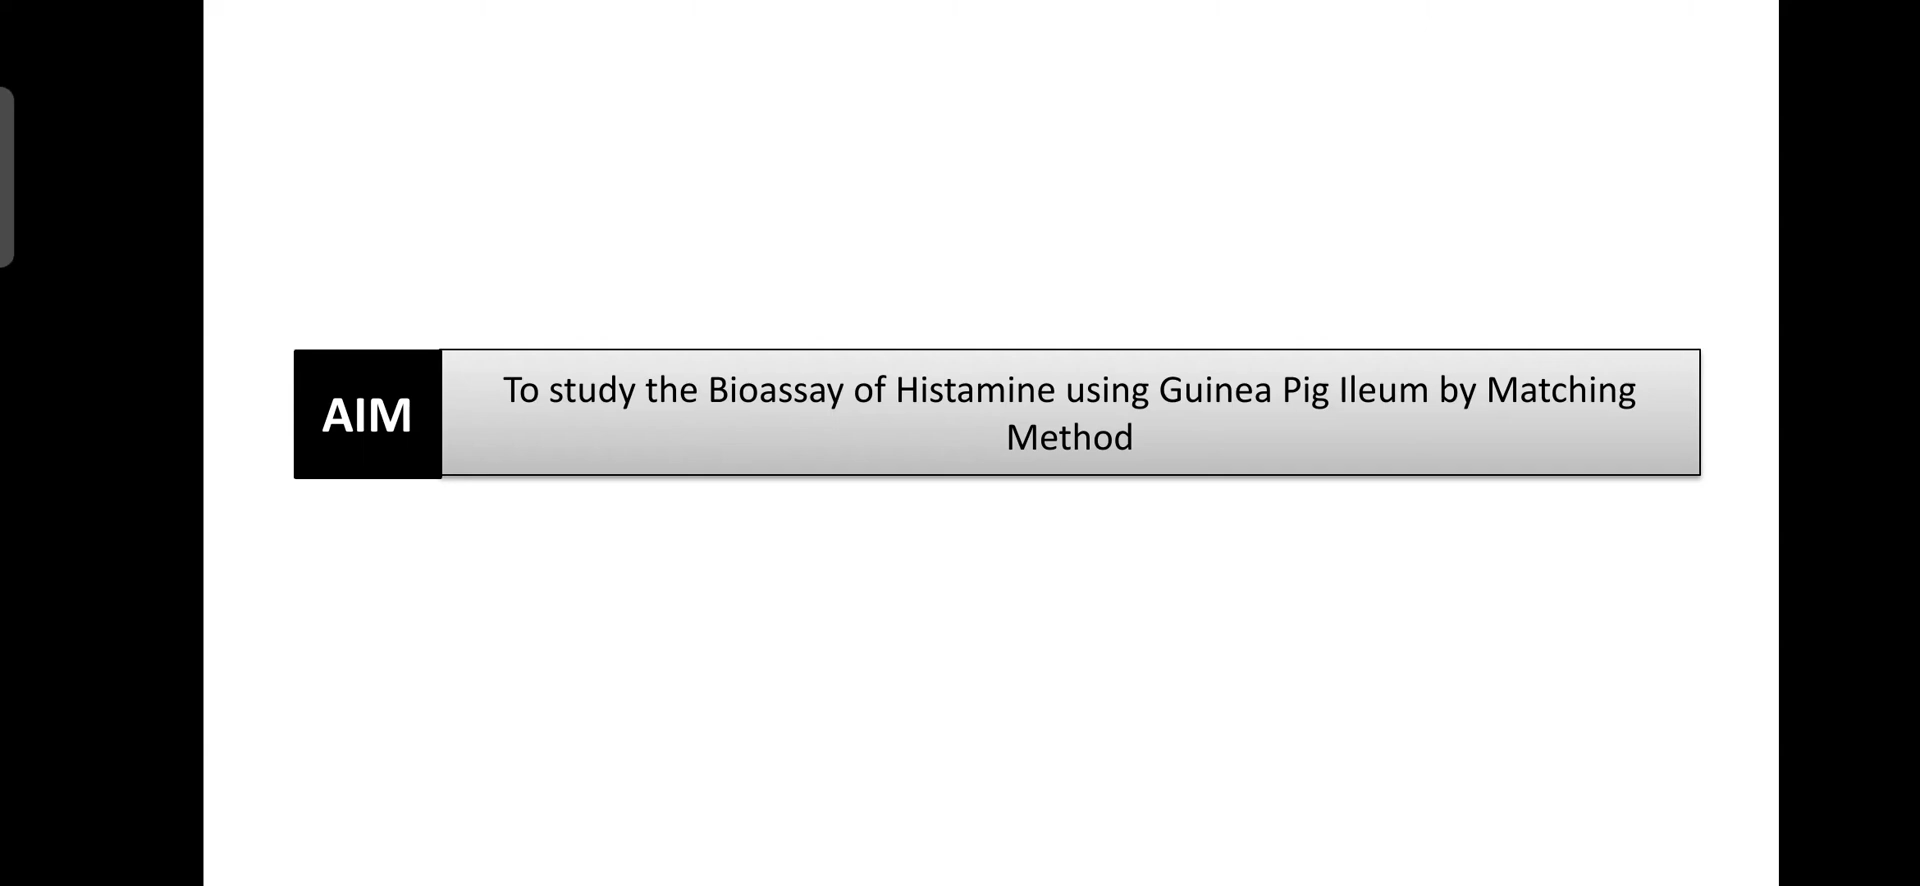 AIM
To study the Bioassay of Histamine using Guinea Pig Ileum by Matching
Method